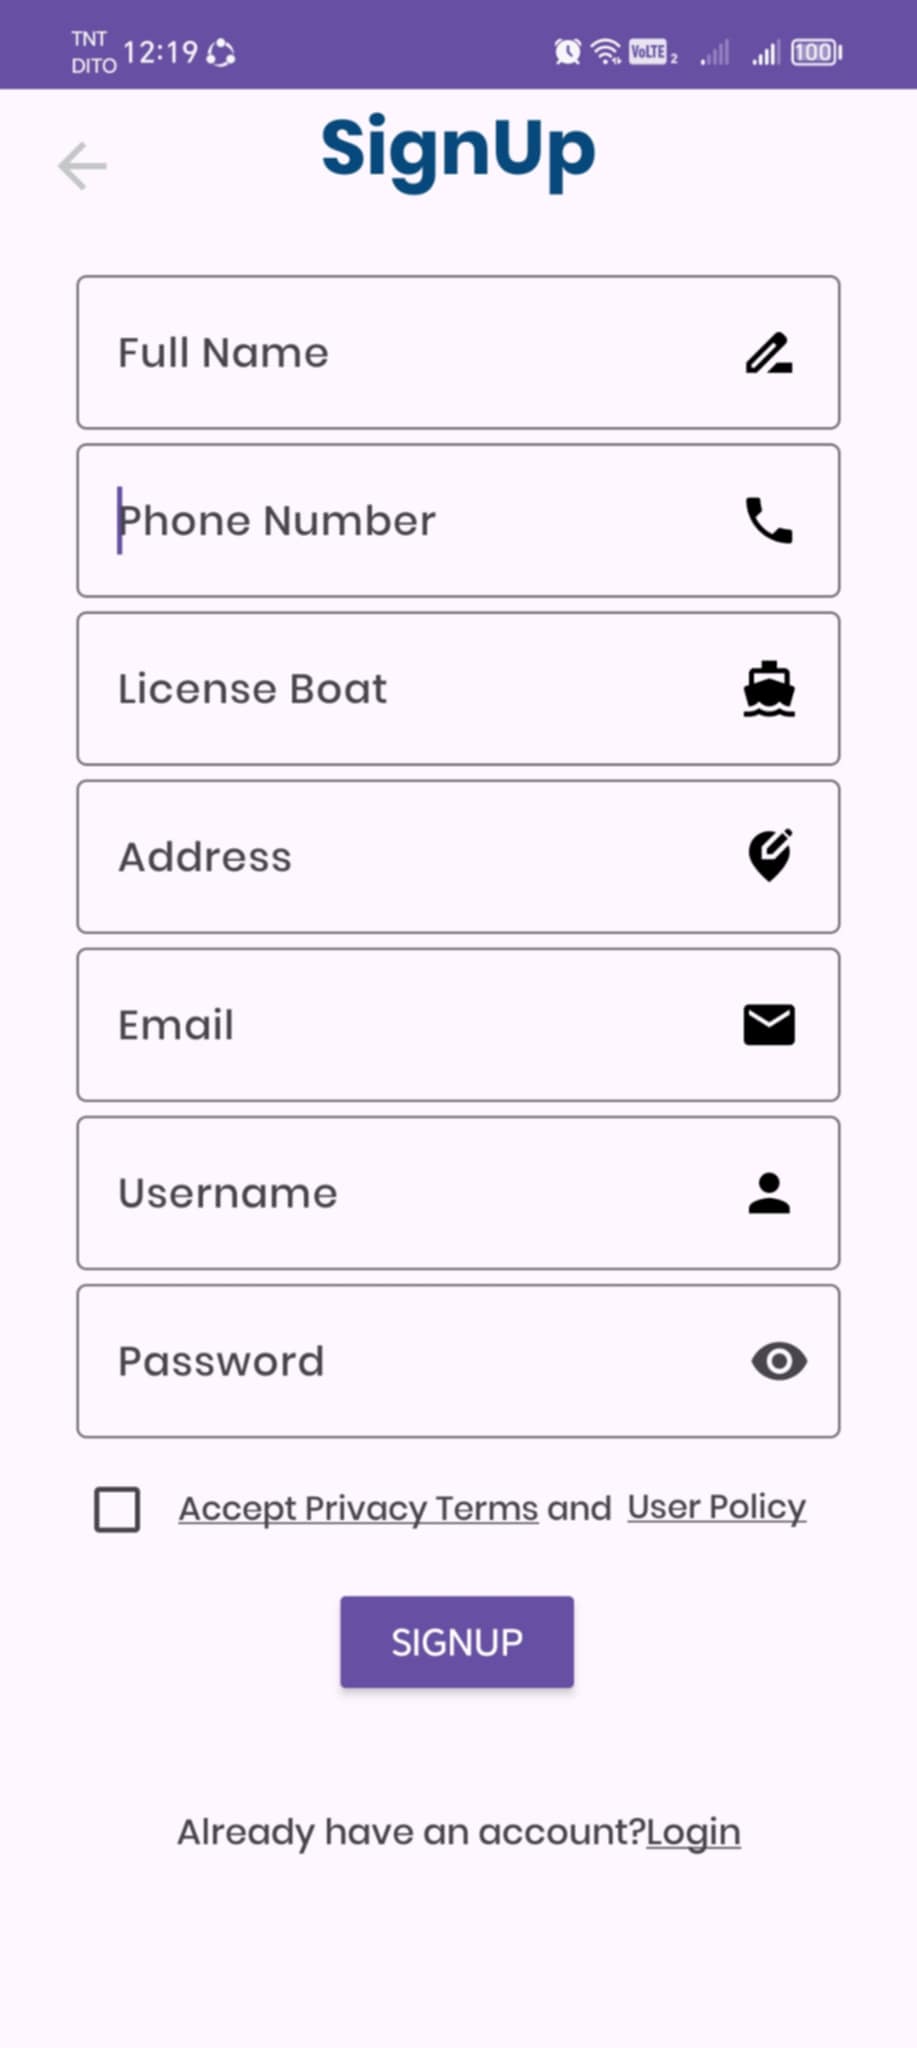 TNT
DITO
12:19
VoLTE 2
100
SignUp
Full Name
Phone Number
License Boat
Address
Email
Username
Password
Accept Privacy Terms and User Policy
SIGNUP
Already have an account?Login